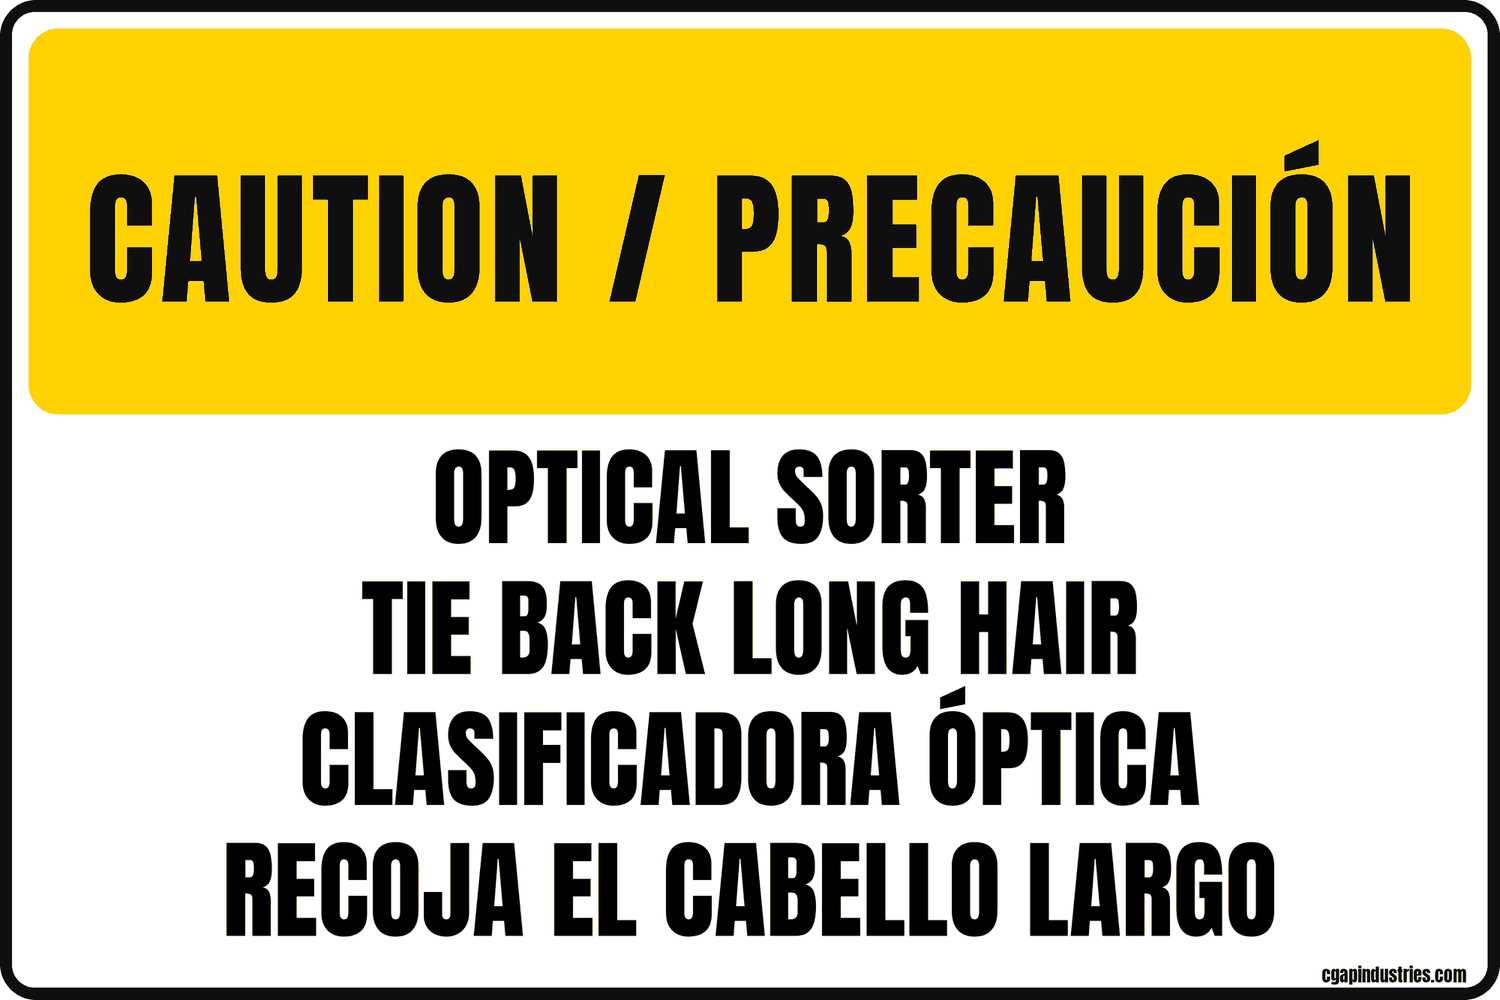 CAUTION / PRECAUCIÓN
OPTICAL SORTER
TIE BACK LONG HAIR
CLASIFICADORA ÓPTICA
RECOJA EL CABELLO LARGO
cgapindustries.com